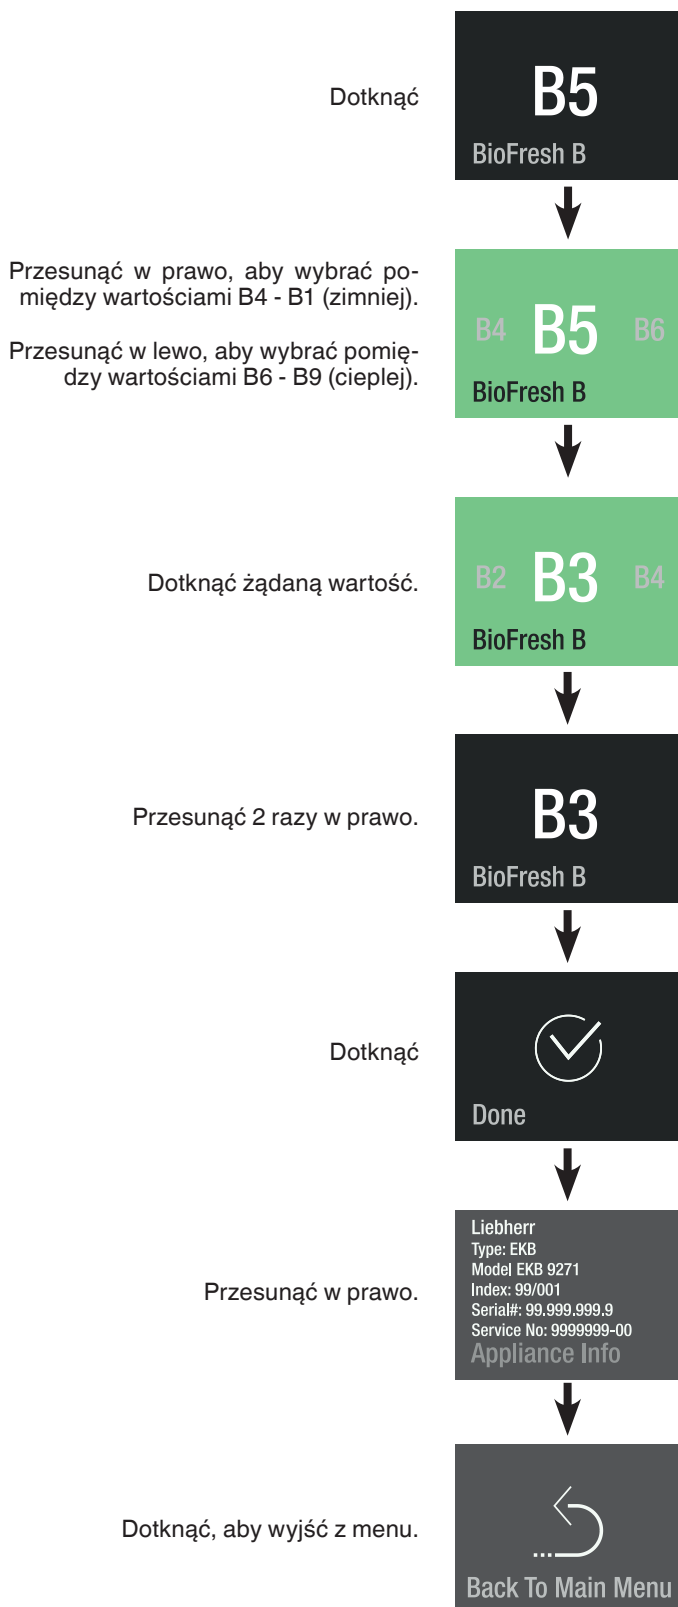 Dotknąć
B5
BioFresh B
Przesunąć w prawo, aby wybrać po-
między wartościami B4 - B1 (zimniej).
Przesunąć w lewo, aby wybrać pomię-
dzy wartościami B6 - B9 (cieplej).
B4 B5 B6
BioFresh B
Dotknąć żądaną wartość.
B2 B3 B4
BioFresh B
Przesunąć 2 razy w prawo.
B3
BioFresh B
Dotknąć
Done
Przesunąć w prawo.
Liebherr
Type: EKB
Model EKB 9271
Index: 99/001
Serial#: 99.999.999.9
Service No: 9999999-00
Appliance Info
Dotknąć, aby wyjść z menu.
Back To Main Menu